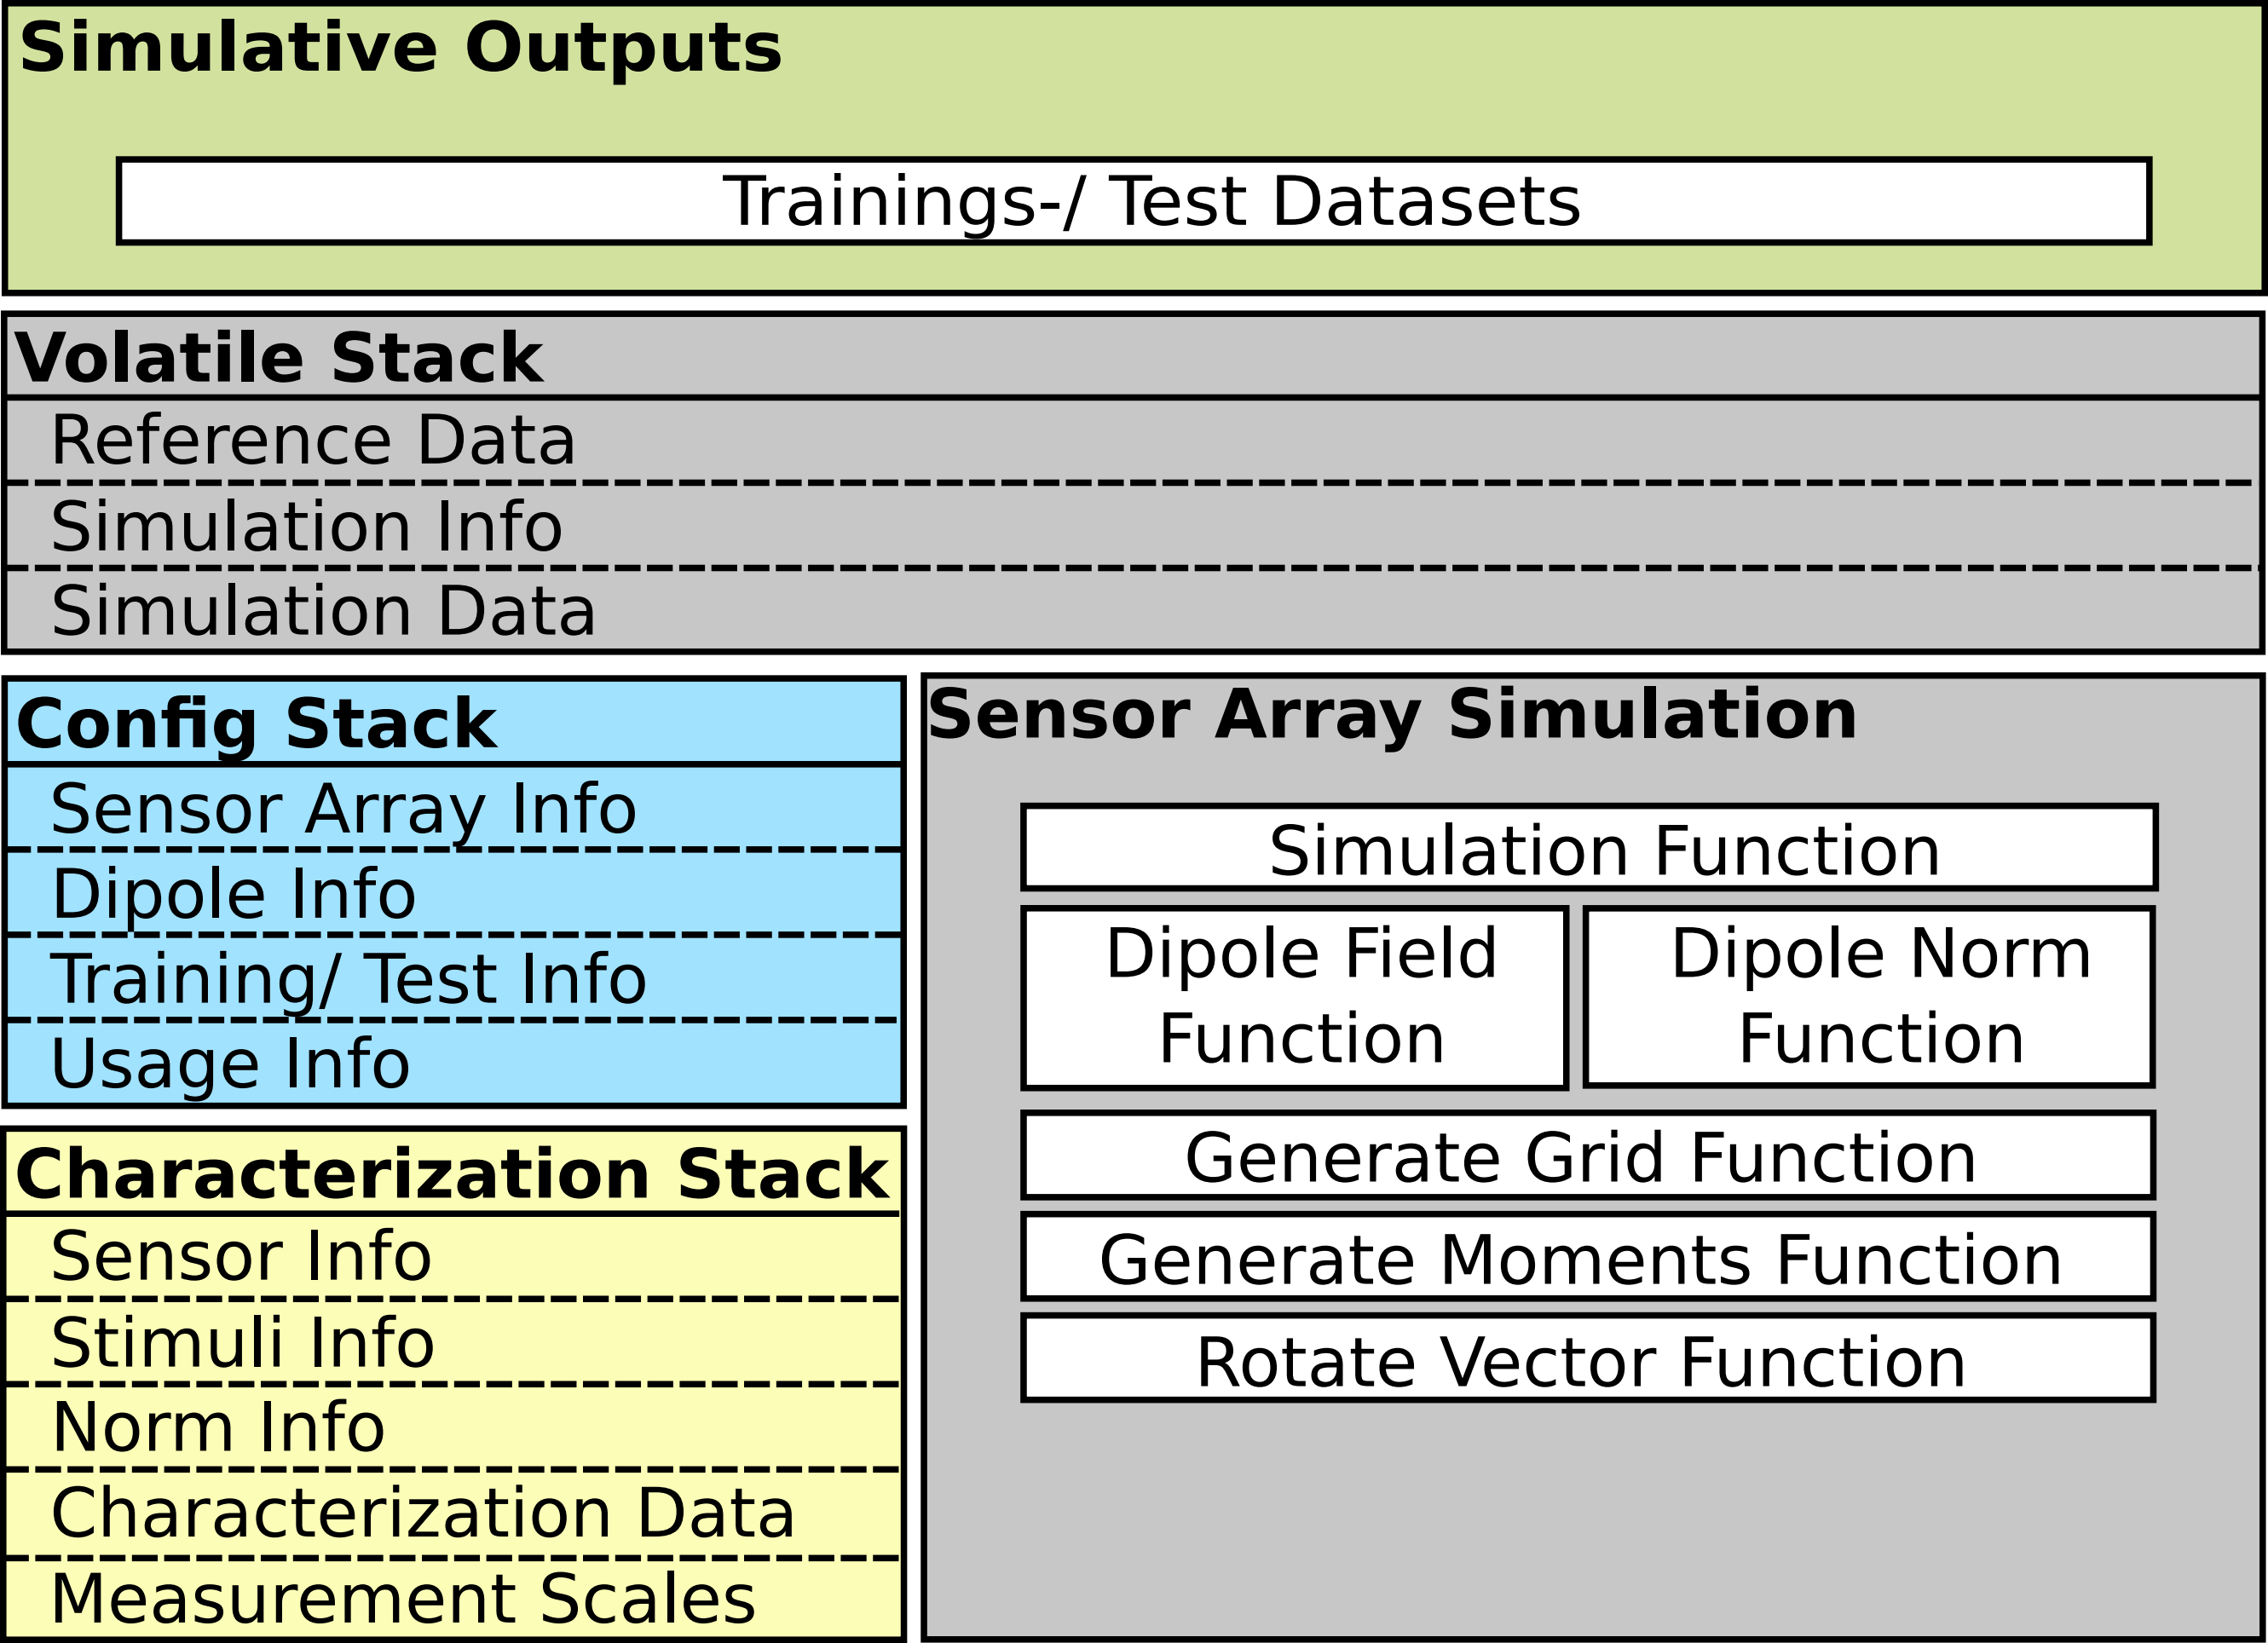 Simulative Outputs
Trainings-/ Test Datasets
Volatile Stack
Reference Data
Simulation Info
Simulation Data
Config Stack
Sensor Array Info
Dipole Info
Training/ Test Info
Usage Info
Characterization Stack
Sensor Info
Stimuli Info
Norm Info
Characterization Data
Measurement Scales
Sensor Array Simulation
Simulation Function
Dipole Field
Function
Dipole Norm
Function
Generate Grid Function
Generate Moments Function
Rotate Vector Function